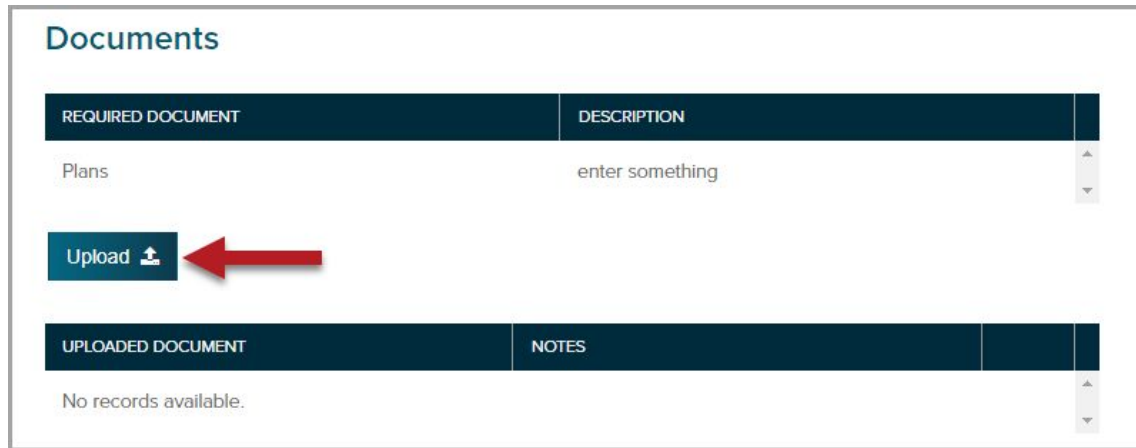 Documents
REQUIRED DOCUMENT DESCRIPTION
Plans enter something
Upload
UPLOADED DOCUMENT NOTES
No records available.